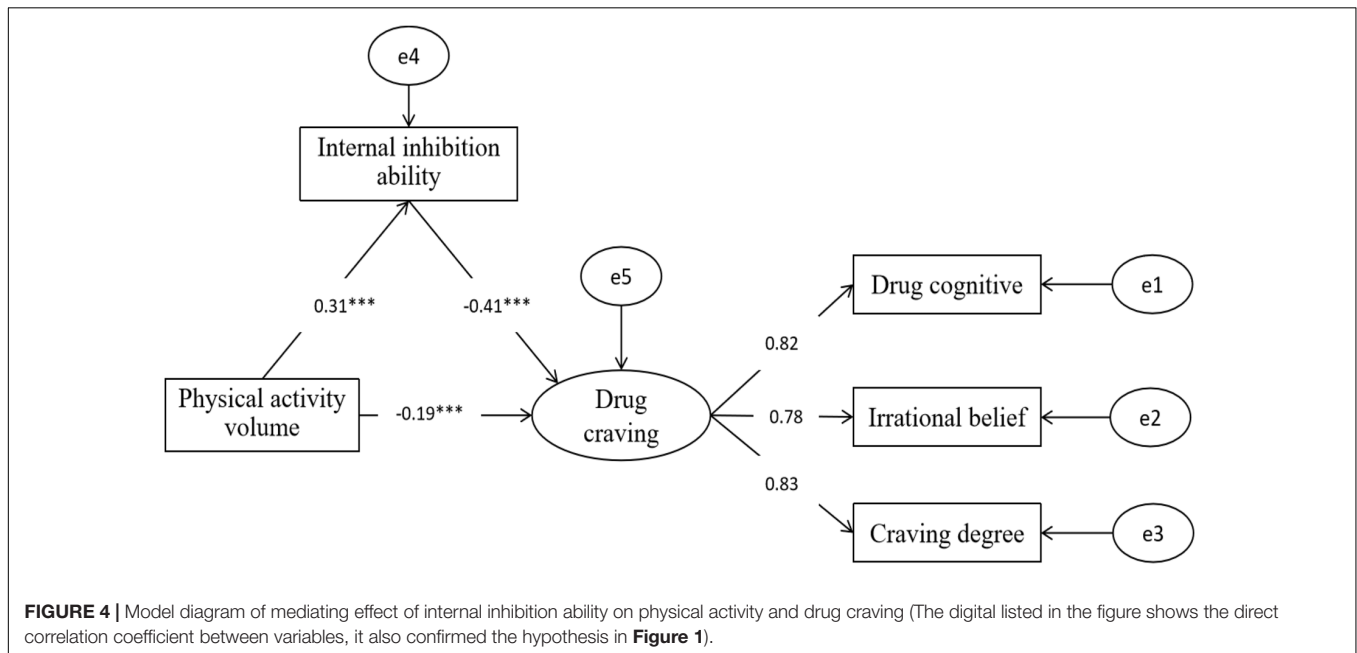 e4
Internal inhibition
ability
e5
0.31***
-0.41***
Drug cognitive
e1
0.82
Physical activity
volume
-0.19***
Drug
craving
0.78
Irrational belief
e2
0.83
Craving degree
e3
FIGURE 4 | Model diagram of mediating effect of internal inhibition ability on physical activity and drug craving (The digital listed in the figure shows the direct
correlation coefficient between variables, it also confirmed the hypothesis in Figure 1).